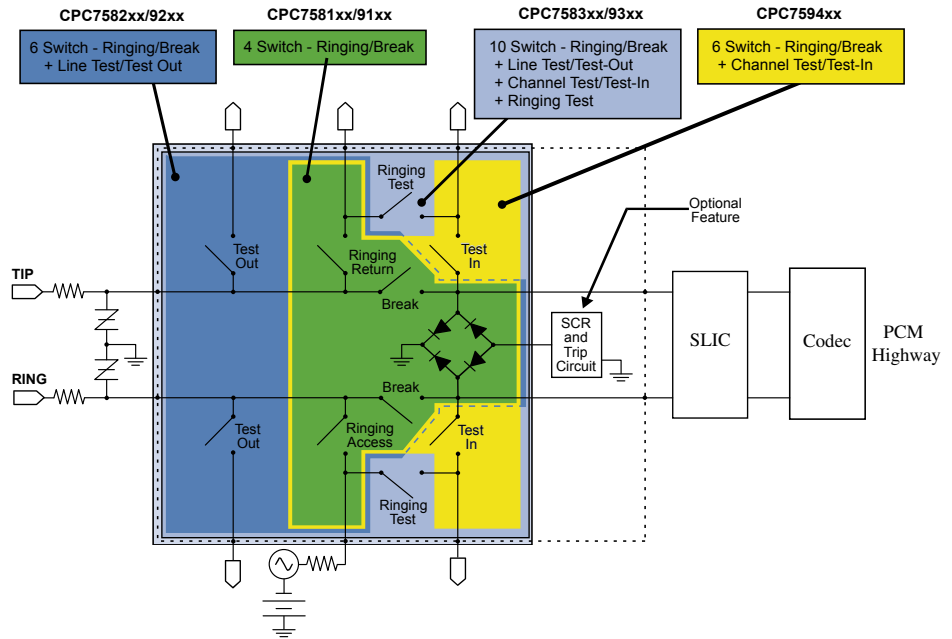 CPC7582xx/92xx
CPC7581xx/91xx
CPC7583xx/93xx
CPC7594xx
6 Switch - Ringing/Break
+ Line Test/Test Out
4 Switch - Ringing/Break
10 Switch - Ringing/Break
+ Line Test/Test-Out
+ Channel Test/Test-In
+ Ringing Test
6 Switch - Ringing/Break
+ Channel Test/Test-In
Ringing
Test
Optional
Feature
Test
Out
Ringing
Return
Test
In
TIP
Break
SCR
and
Trip
Circuit
SLIC
Codec
PCM
Highway
RING
Break
Test
Out
Ringing
Access
Test
In
Ringing
Test